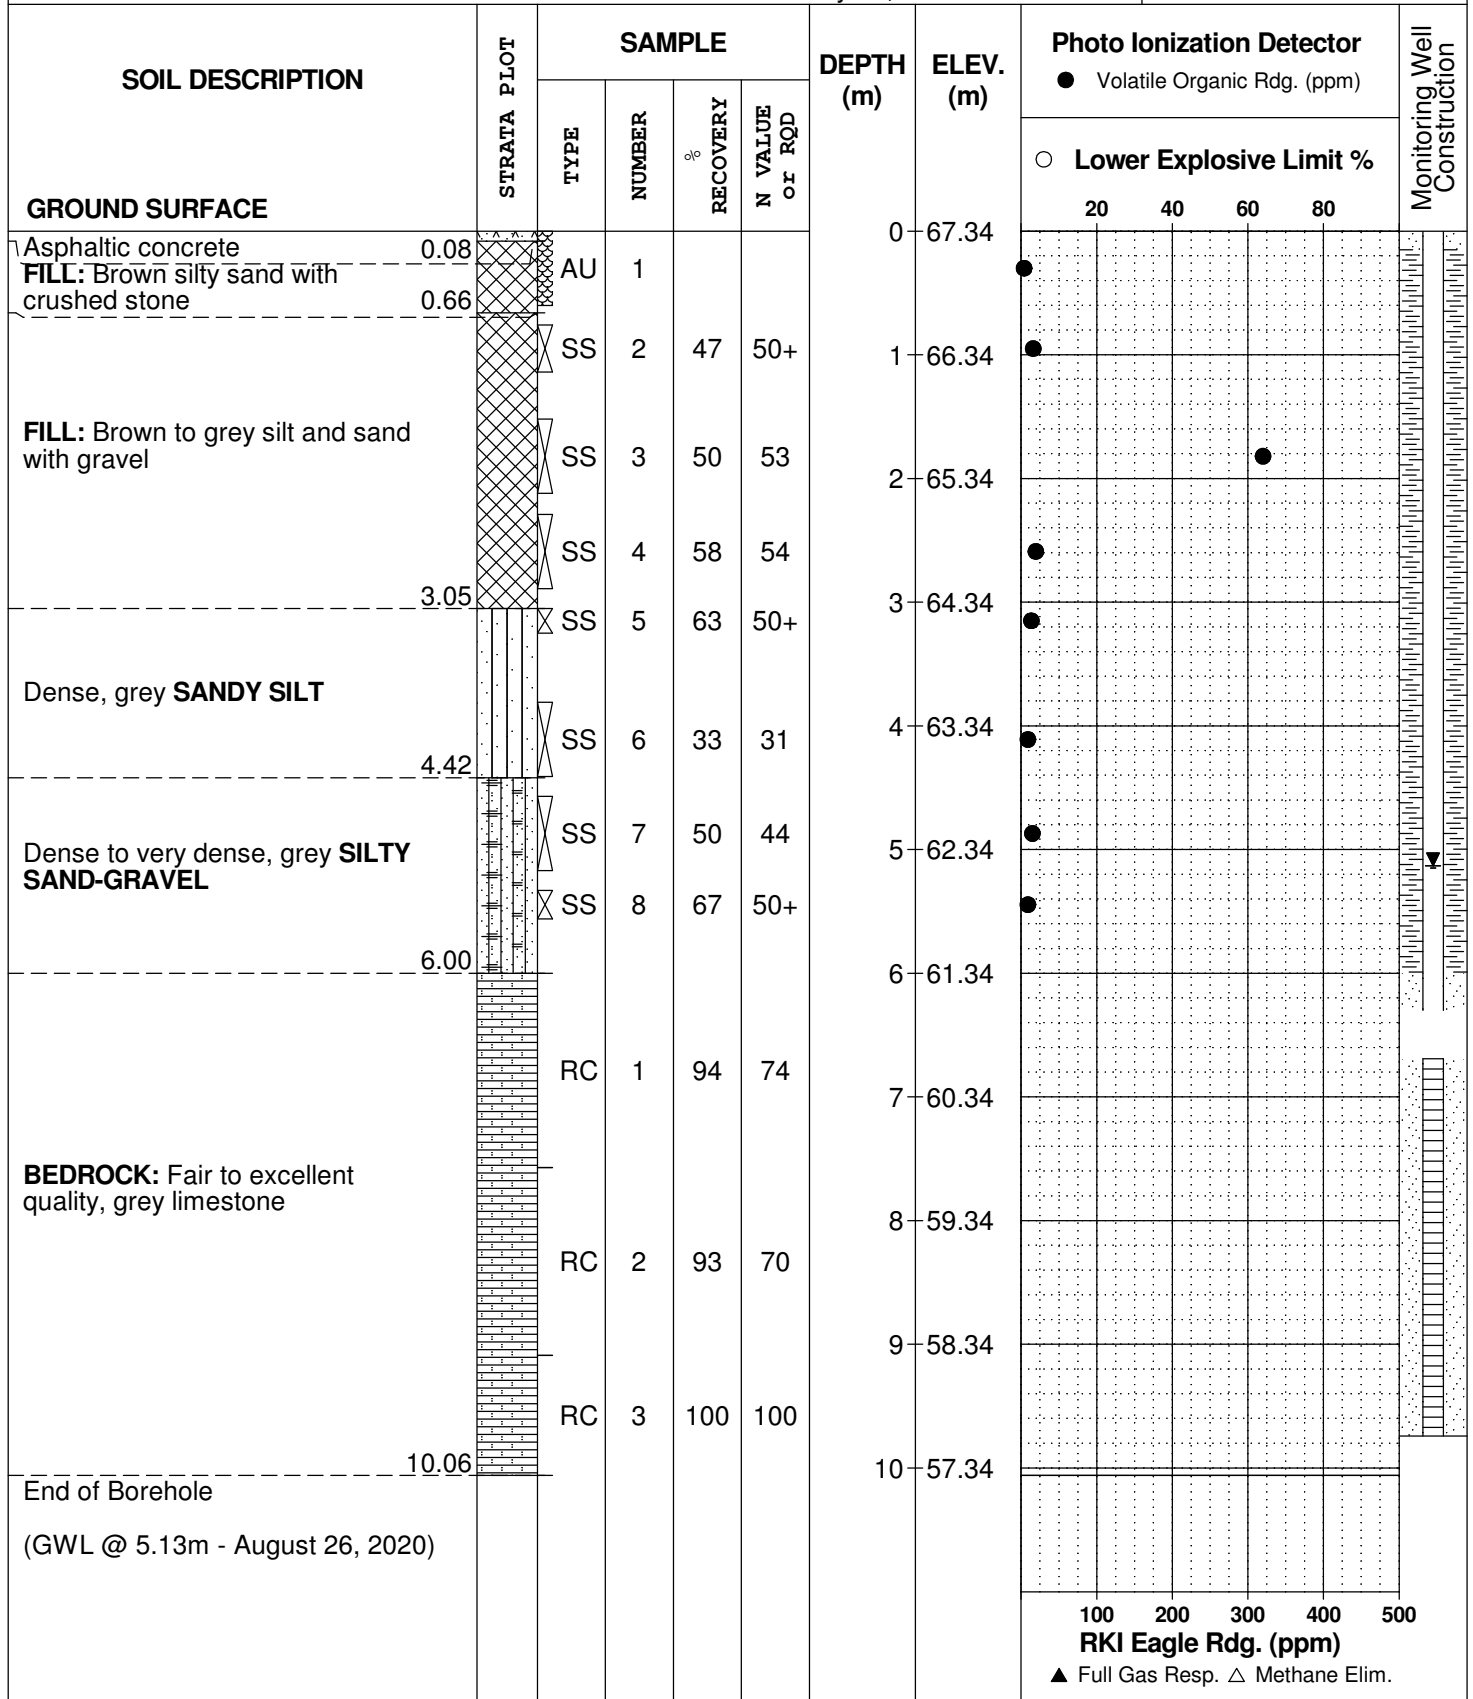 SOIL DESCRIPTION
GROUND SURFACE
STRATA PLOT
SAMPLE
TYPE
NUMBER
% RECOVERY
N VALUE or RQD
DEPTH (m)
ELEV. (m)
Photo Ionization Detector
● Volatile Organic Rdg. (ppm)
○ Lower Explosive Limit %
20 40 60 80
Monitoring Well Construction
0 67.34
Asphaltic concrete 0.08
FILL: Brown silty sand with
crushed stone 0.66
AU 1
SS 2 47 50+
1 66.34
FILL: Brown to grey silt and sand
with gravel
SS 3 50 53
2 65.34
SS 4 58 54
3.05
3 64.34
SS 5 63 50+
Dense, grey SANDY SILT
4 63.34
SS 6 33 31
4.42
SS 7 50 44
5 62.34
Dense to very dense, grey SILTY
SAND-GRAVEL
SS 8 67 50+
6.00
6 61.34
RC 1 94 74
7 60.34
BEDROCK: Fair to excellent
quality, grey limestone
8 59.34
RC 2 93 70
9 58.34
RC 3 100 100
10.06
10 57.34
End of Borehole
(GWL @ 5.13m - August 26, 2020)
100 200 300 400 500
RKI Eagle Rdg. (ppm)
▲ Full Gas Resp. △ Methane Elim.